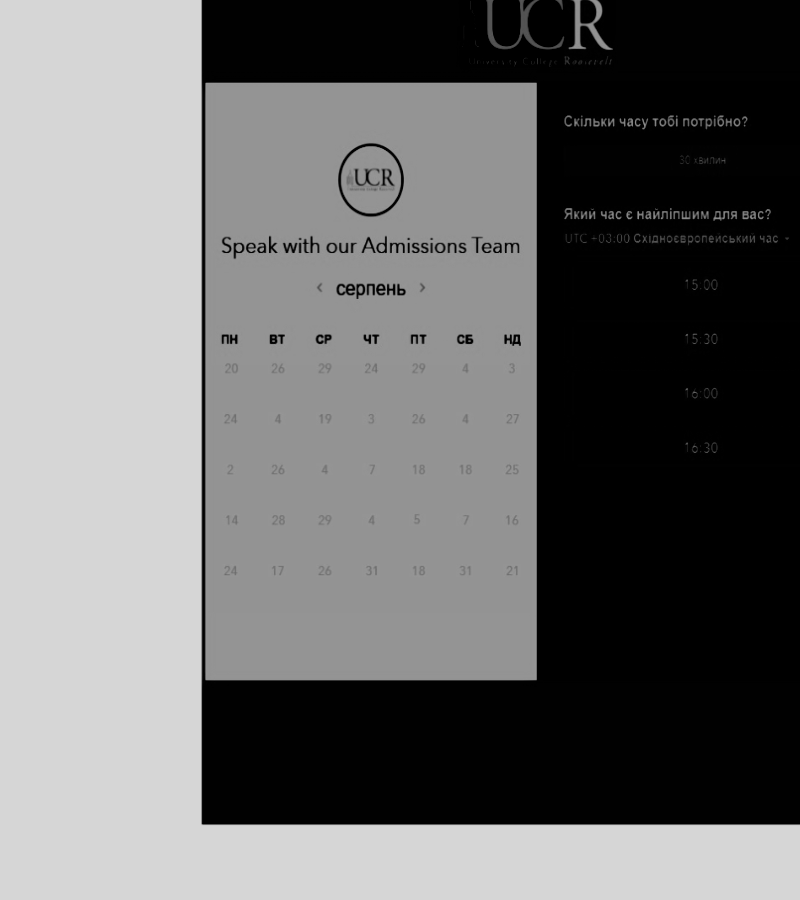 UCR
University College Roosevelt
UCR
Speak with our Admissions Team
‹ серпень ›
ПН ВТ СР ЧТ ПТ СБ НД
20 26 29 24 29 4 3
24 4 19 3 26 4 27
2 26 4 7 18 18 25
14 28 29 4 5 7 16
24 17 26 31 18 31 21
Скільки часу тобі потрібно?
30 хвилин
Який час є найліпшим для вас?
UTC +03:00 Східноєвропейський час
15:00
15:30
16:00
16:30